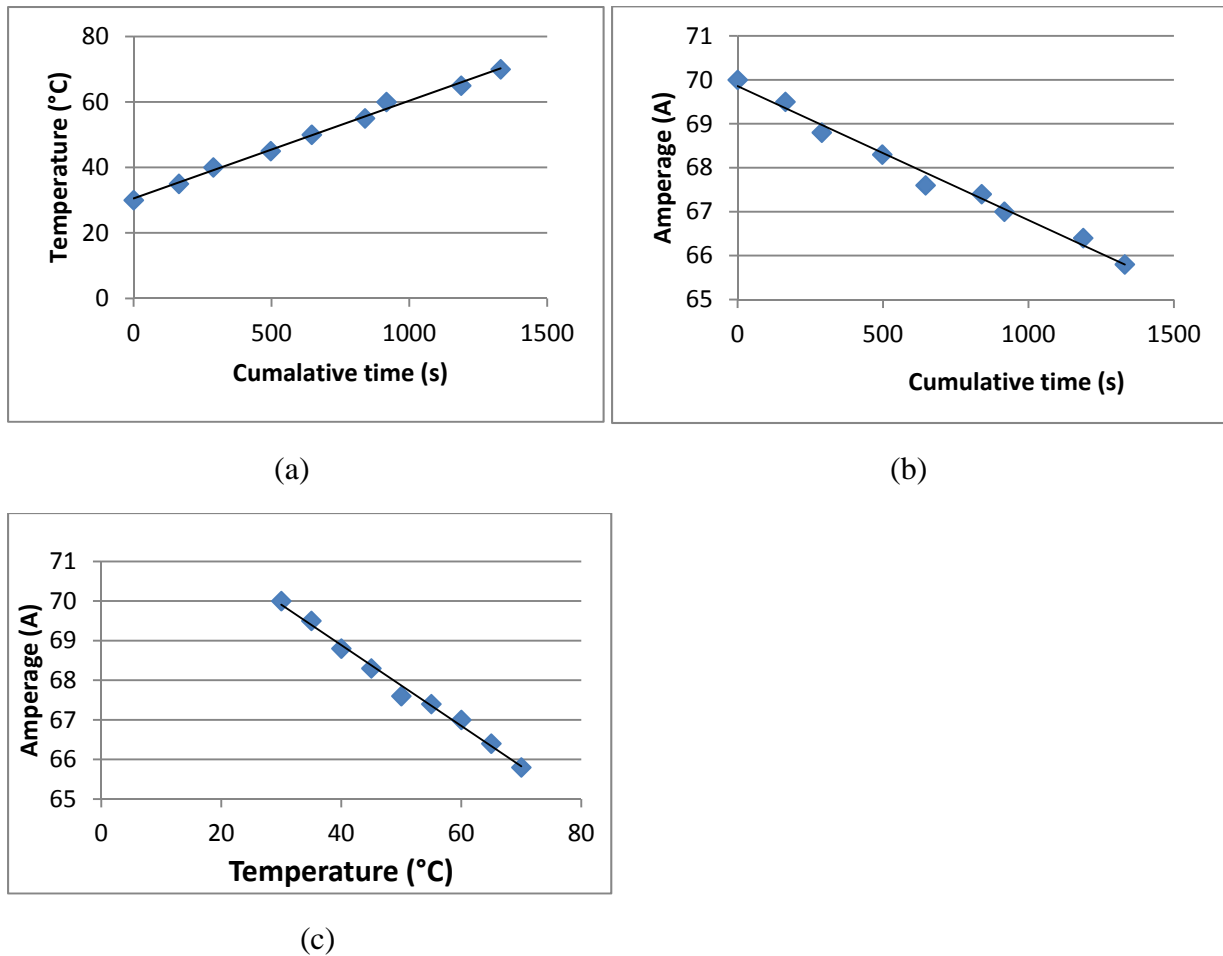 80
60
40
20
0
Temperature (°C)
0 500 1000 1500
Cumalative time (s)
(a)
71
70
69
68
67
66
65
Amperage (A)
0 500 1000 1500
Cumulative time (s)
(b)
71
70
69
68
67
66
65
Amperage (A)
0 20 40 60 80
Temperature (°C)
(c)